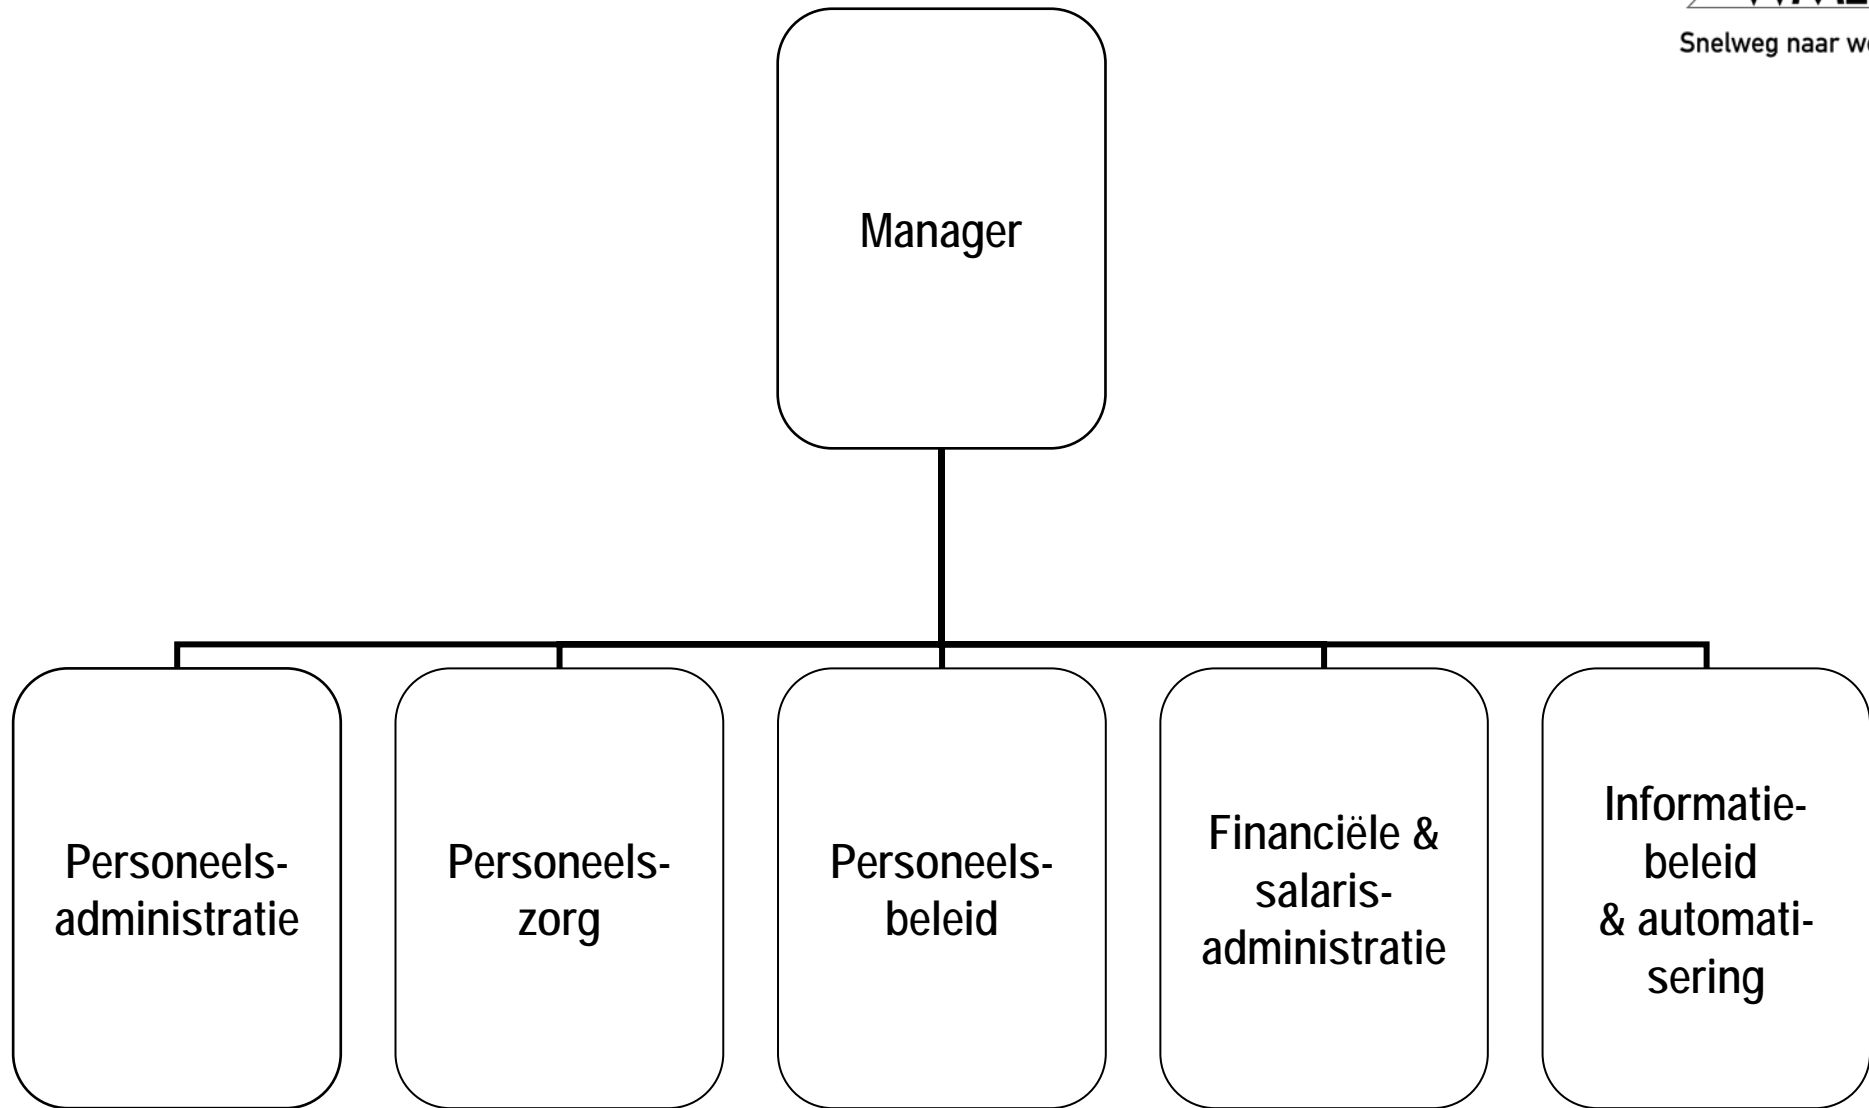 Snelweg naar
Manager
Personeels-
administratie
Personeels-
zorg
Personeels-
beleid
Financiële &
salaris-
administratie
Informatie-
beleid
& automati-
sering